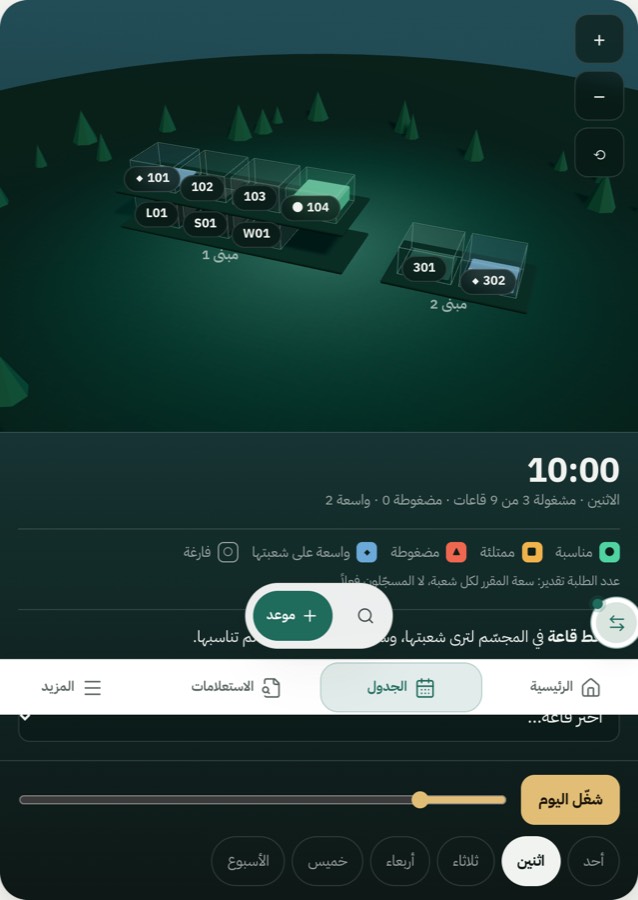 +
−
101
102
103
104
L01
S01
W01
مبنى 1
301
302
مبنى 2
10:00
الاثنين · مشغولة 3 من 9 قاعات · مضغوطة 0 · واسعة 2
مناسبة
ممتلئة
مضغوطة
واسعة على شعبتها
فارغة
عدد الطلبة تقدير: سعة المقرر لكل شعبة، لا المسجّلون فعلاً
+ موعد
قاعة في المجسّم لترى شعبتها،
تناسبها.
الرئيسية
الجدول
الاستعلامات
المزيد
اختر قاعة...
شغّل اليوم
أحد
اثنين
ثلاثاء
أربعاء
خميس
الأسبوع